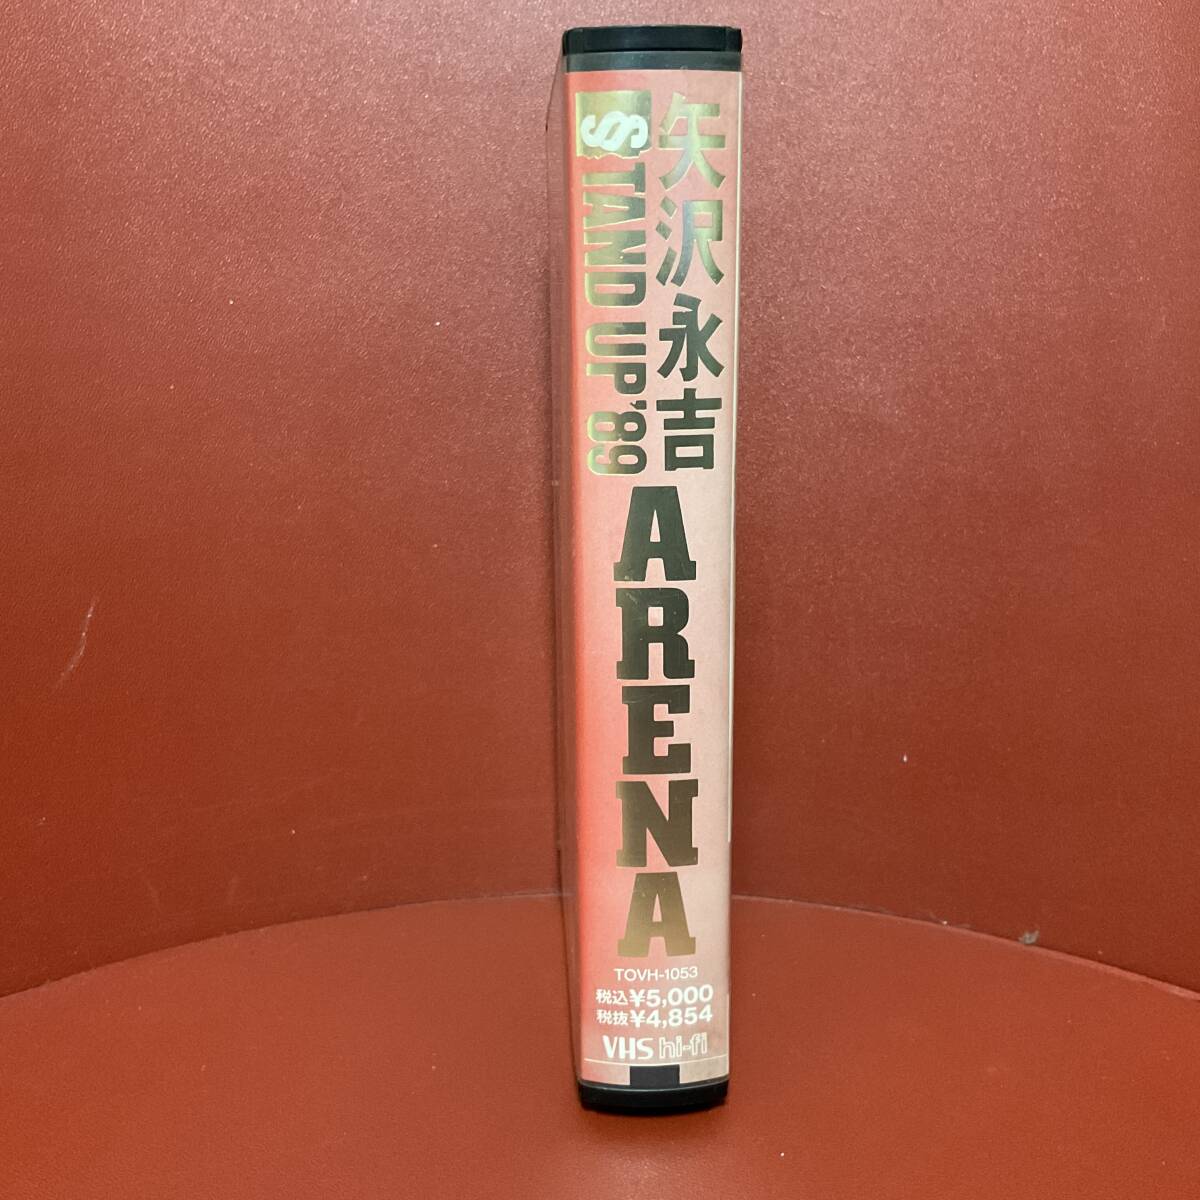 矢沢永吉
STAND UP '89
ARENA
TOVH-1053
税込¥5,000
税抜¥4,854
VHS hi-fi